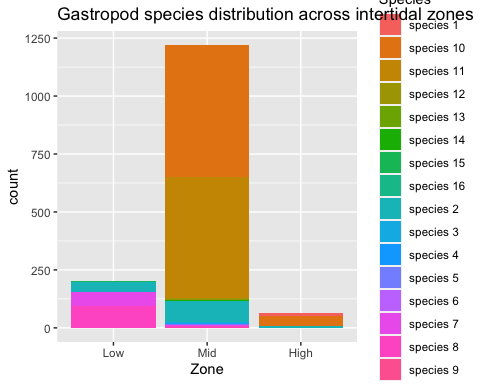 Gastropod species distribution across intertidal zones
Species
species 1
species 10
species 11
species 12
species 13
species 14
species 15
species 16
species 2
species 3
species 4
species 5
species 6
species 7
species 8
species 9
1250
1000
750
500
250
0
count
Low
Mid
High
Zone